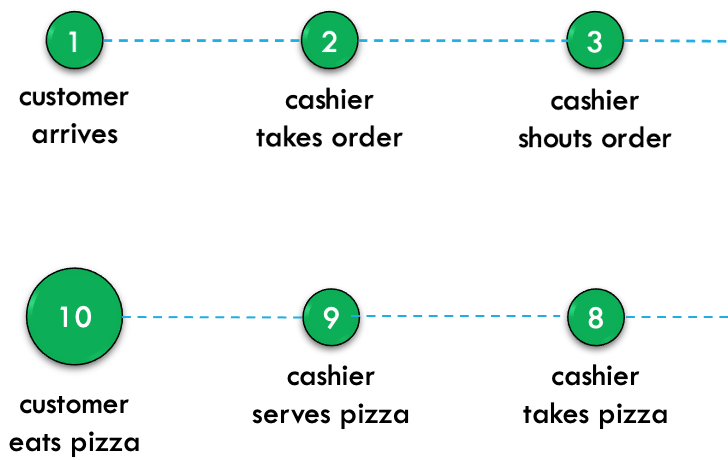 1
2
3
customer
arrives
cashier
takes order
cashier
shouts order
10
9
8
customer
eats pizza
cashier
serves pizza
cashier
takes pizza